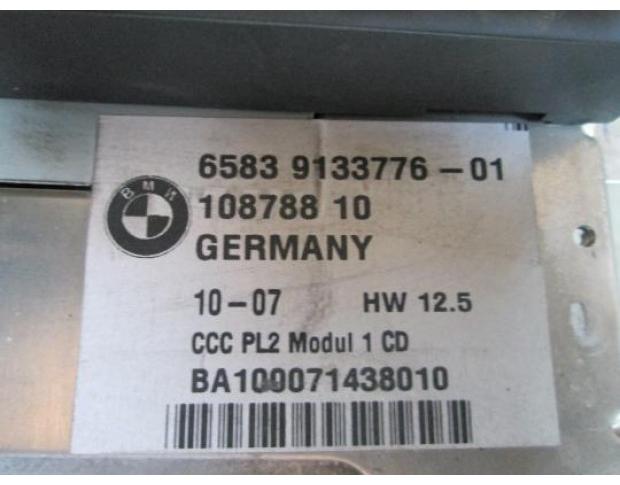 6583 9133776 – 01
BMW
108788 10
GERMANY
10 – 07 HW 12.5
CCC PL2 Modul 1 CD
BA100071438010